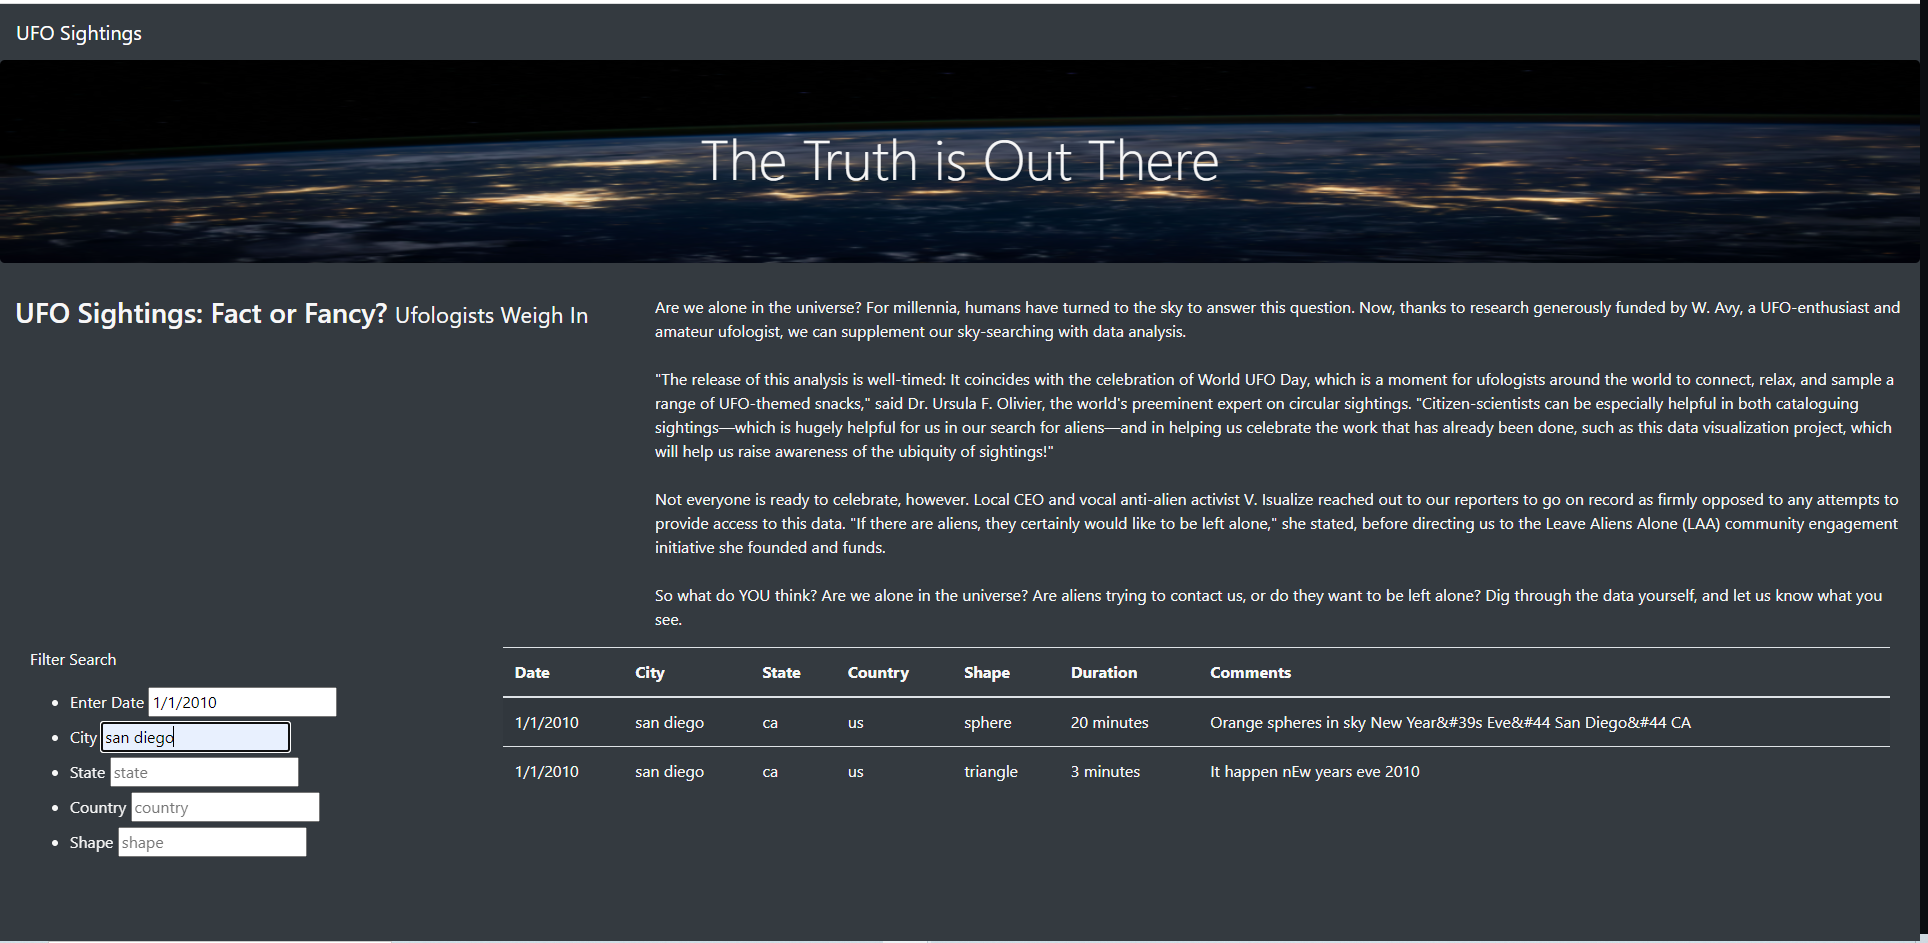 UFO Sightings
The Truth is Out There
UFO Sightings: Fact or Fancy? Ufologists Weigh In
Are we alone in the universe? For millennia, humans have turned to the sky to answer this question. Now, thanks to research generously funded by W. Avy, a UFO-enthusiast and
amateur ufologist, we can supplement our sky-searching with data analysis.
"The release of this analysis is well-timed: It coincides with the celebration of World UFO Day, which is a moment for ufologists around the world to connect, relax, and sample a
range of UFO-themed snacks," said Dr. Ursula F. Olivier, the world's preeminent expert on circular sightings. "Citizen-scientists can be especially helpful in both cataloguing
sightings—which is hugely helpful for us in our search for aliens—and in helping us celebrate the work that has already been done, such as this data visualization project, which
will help us raise awareness of the ubiquity of sightings!"
Not everyone is ready to celebrate, however. Local CEO and vocal anti-alien activist V. Isualize reached out to our reporters to go on record as firmly opposed to any attempts to
provide access to this data. "If there are aliens, they certainly would like to be left alone," she stated, before directing us to the Leave Aliens Alone (LAA) community engagement
initiative she founded and funds.
So what do YOU think? Are we alone in the universe? Are aliens trying to contact us, or do they want to be left alone? Dig through the data yourself, and let us know what you
see.
Filter Search
Enter Date 1/1/2010
City san diego
State state
Country country
Shape shape
Date City State Country Shape Duration Comments
1/1/2010 san diego ca us sphere 20 minutes Orange spheres in sky New Year&#39s Eve&#44 San Diego&#44 CA
1/1/2010 san diego ca us triangle 3 minutes It happen nEw years eve 2010